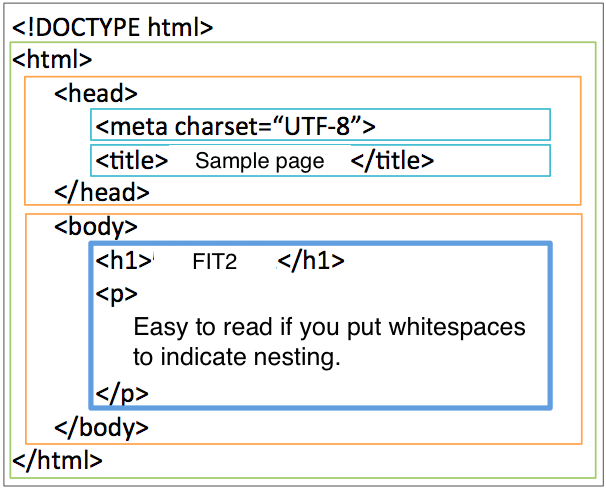 <!DOCTYPE html>
<html>
<head>
<meta charset=“UTF-8”>
<title> Sample page </title>
</head>
<body>
<h1> FIT2 </h1>
<p>
Easy to read if you put whitespaces
to indicate nesting.
</p>
</body>
</html>